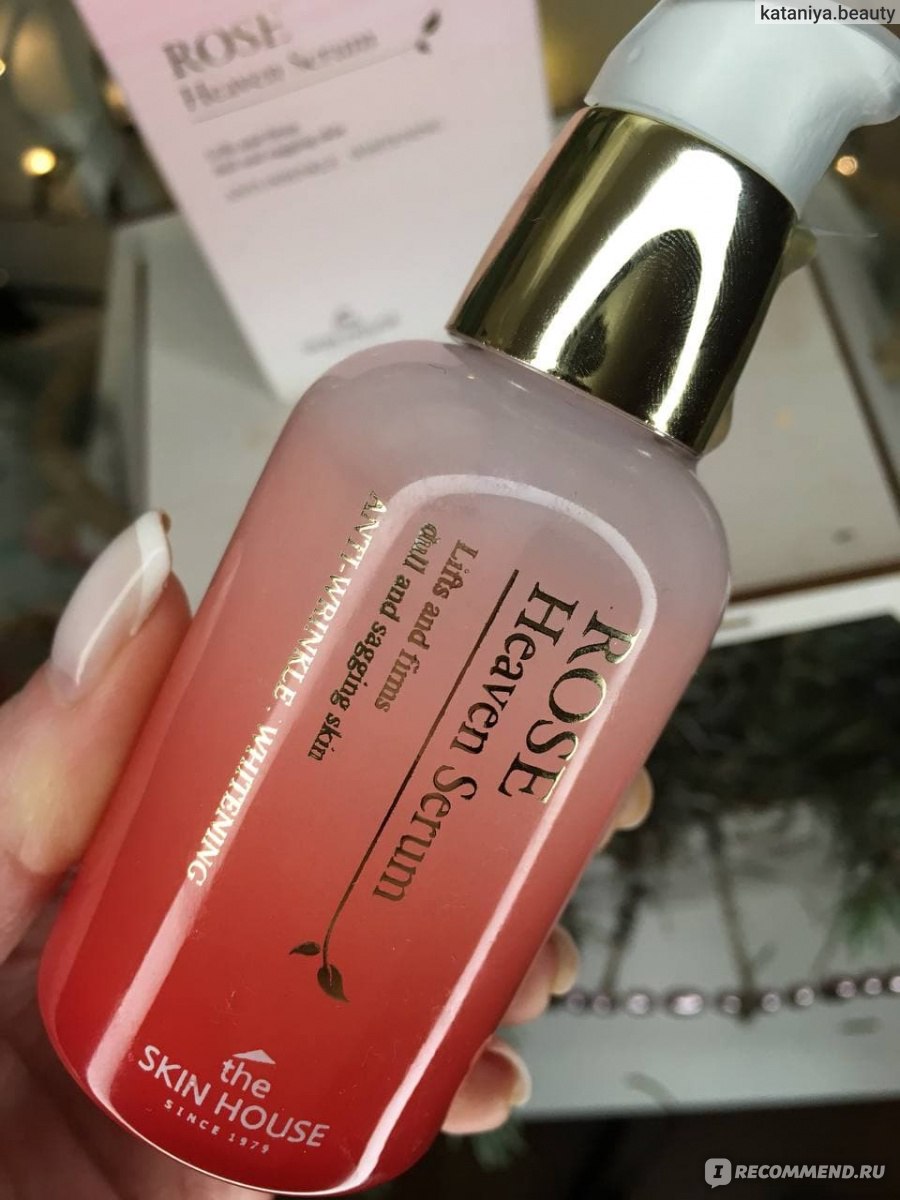 kataniya.beauty
ROSE
Heaven Serum
ROSE
Heaven Serum
Lifts and firms
dull and sagging skin
ANTI-WRINKLE · WHITENING
the
SKIN HOUSE
SINCE 1979
I RECOMMEND.RU